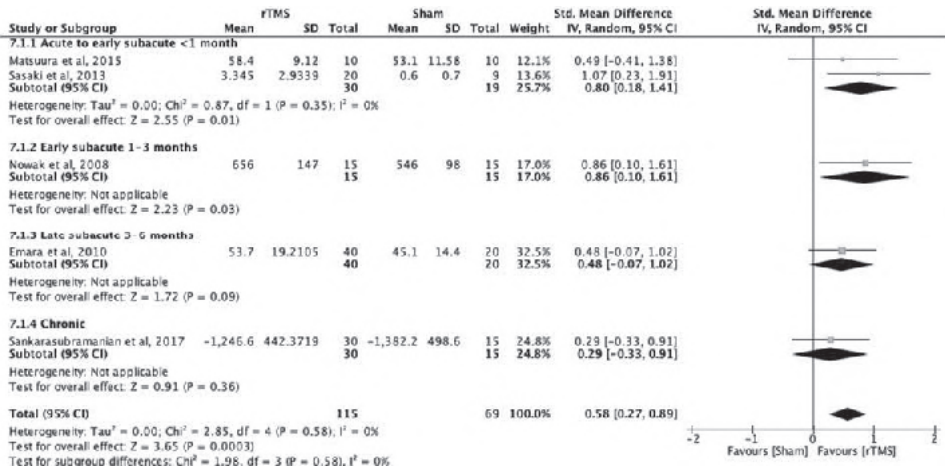 rTMS Sham Std. Mean Difference Std. Mean Difference
Study or Subgroup Mean SD Total Mean SD Total Weight IV, Random, 95% CI IV, Random, 95% CI
7.1.1 Acute to early subacute <1 month
Matsuura et al, 2015 58.4 9.12 10 53.1 11.58 10 12.1% 0.49 [-0.41, 1.38]
Sasaki et al, 2013 3.345 2.9339 20 0.6 0.7 9 13.6% 1.07 [0.23, 1.91]
Subtotal (95% CI) 30 19 25.7% 0.80 [0.18, 1.41]
Heterogeneity: Tau² = 0.00; Chi² = 0.87, df = 1 (P = 0.35); I² = 0%
Test for overall effect: Z = 2.55 (P = 0.01)
7.1.2 Early subacute 1-3 months
Nowak et al, 2008 656 147 15 546 98 15 17.0% 0.86 [0.10, 1.61]
Subtotal (95% CI) 15 15 17.0% 0.86 [0.10, 1.61]
Heterogeneity: Not applicable
Test for overall effect: Z = 2.23 (P = 0.03)
7.1.3 Late subacute 3-6 months
Emara et al, 2010 53.7 19.2105 40 45.1 14.4 20 32.5% 0.48 [-0.07, 1.02]
Subtotal (95% CI) 40 20 32.5% 0.48 [-0.07, 1.02]
Heterogeneity: Not applicable
Test for overall effect: Z = 1.72 (P = 0.09)
7.1.4 Chronic
Sankarasubramanian et al, 2017 -1,246.6 442.3719 30 -1,382.2 498.6 15 24.8% 0.29 [-0.33, 0.91]
Subtotal (95% CI) 30 15 24.8% 0.29 [-0.33, 0.91]
Heterogeneity: Not applicable
Test for overall effect: Z = 0.91 (P = 0.36)
Total (95% CI) 115 69 100.0% 0.58 [0.27, 0.89]
Heterogeneity: Tau² = 0.00; Chi² = 2.85, df = 4 (P = 0.58); I² = 0%
Test for overall effect: Z = 3.65 (P = 0.0003)
Test for subgroup differences: Chi² = 1.98, df = 3 (P = 0.58), I² = 0%
-2 -1 0 1 2
Favours [Sham] Favours [rTMS]